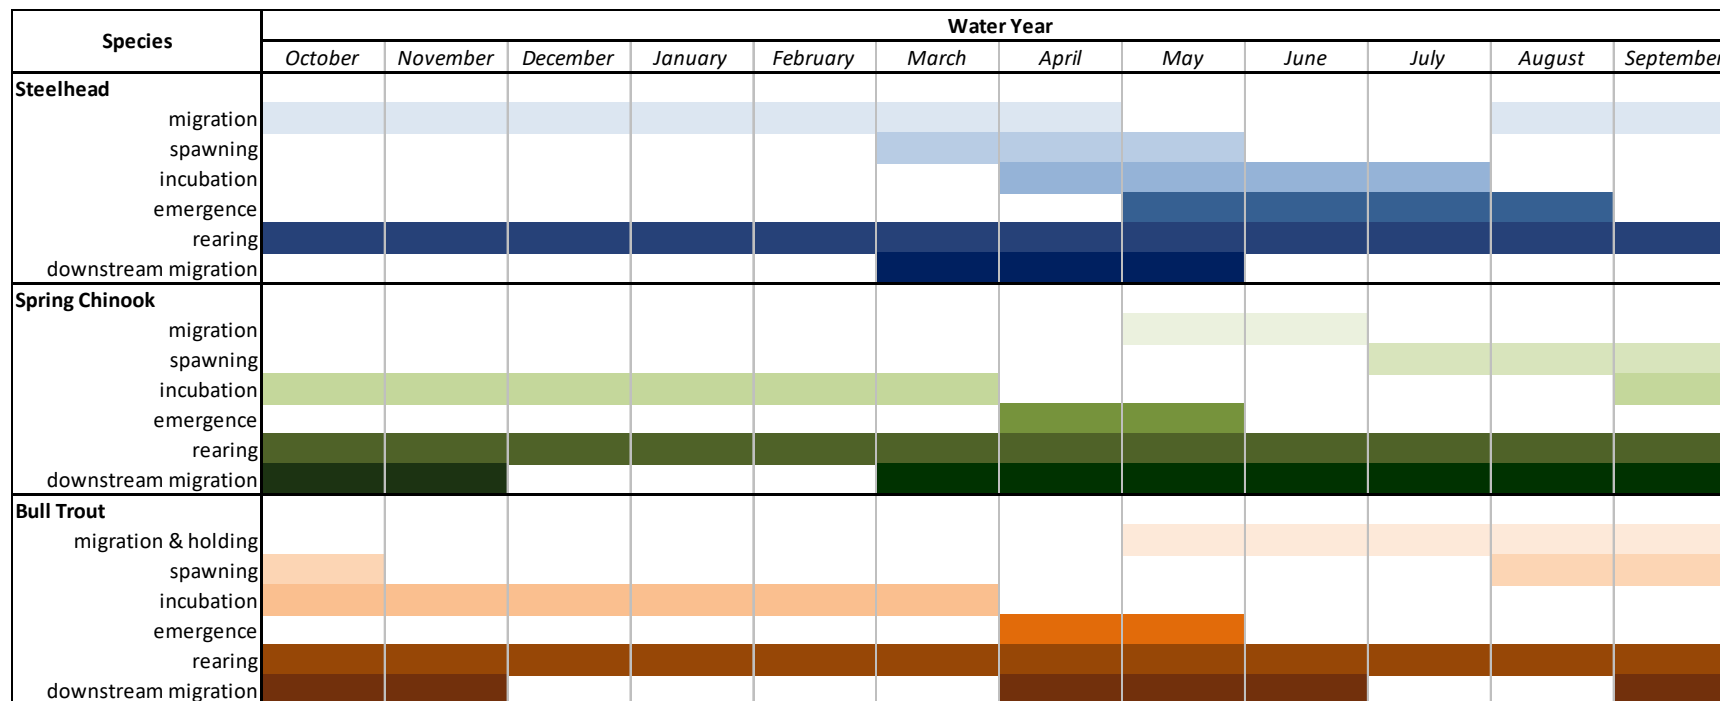 Species
Water Year
October November December January February March April May June July August September
Steelhead
migration
spawning
incubation
emergence
rearing
downstream migration
Spring Chinook
migration
spawning
incubation
emergence
rearing
downstream migration
Bull Trout
migration & holding
spawning
incubation
emergence
rearing
downstream migration